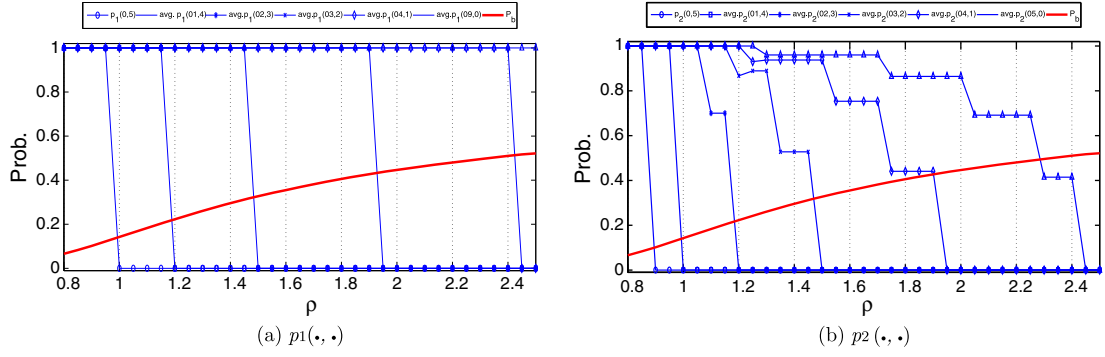 p1(0,5) avg.p1(01,4) avg.p1(02,3) avg.p1(03,2) avg.p1(04,1) avg.p1(09,0) Pb
1
0.8
0.6
0.4
0.2
0
Prob.
0.8 1 1.2 1.4 1.6 1.8 2 2.2 2.4
ρ
(a) p1(•, •)
p2(0,5) avg.p2(01,4) avg.p2(02,3) avg.p2(03,2) avg.p2(04,1) avg.p2(05,0) Pb
1
0.8
0.6
0.4
0.2
0
Prob.
0.8 1 1.2 1.4 1.6 1.8 2 2.2 2.4
ρ
(b) p2 (•, •)